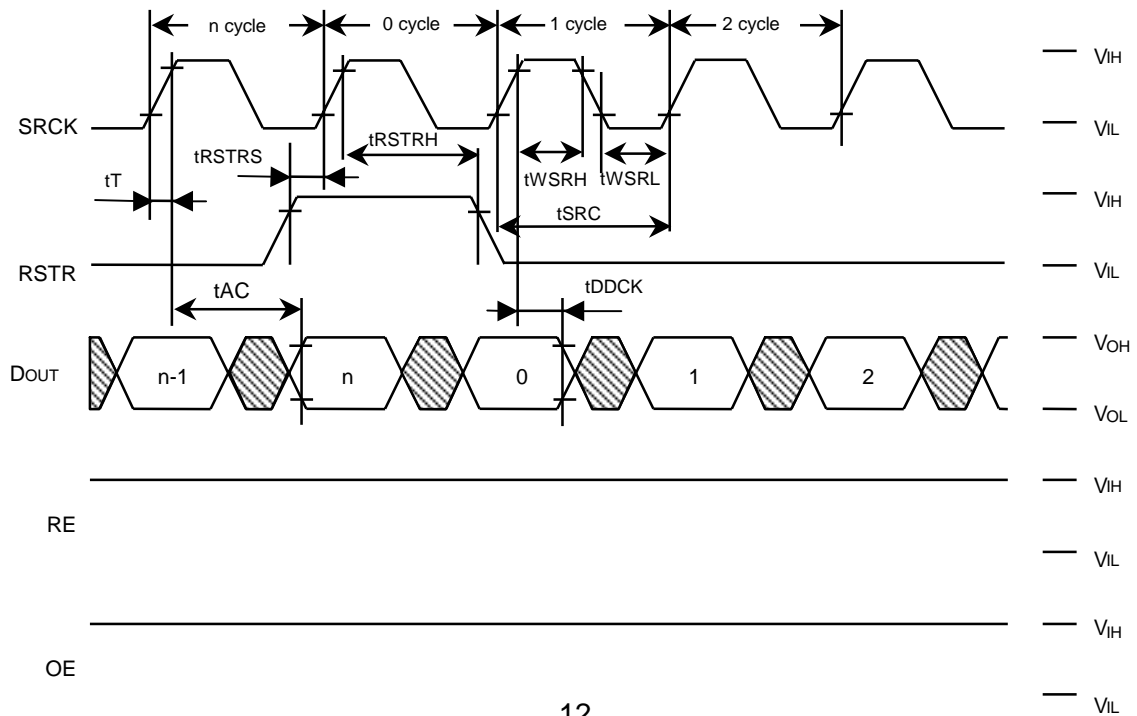 n cycle 0 cycle 1 cycle 2 cycle
VIH
SRCK
VIL
tRSTRH
tRSTRS
tT
tWSRH tWSRL
VIH
tSRC
RSTR
VIL
tAC
tDDCK
VOH
DOUT
n-1 n 0 1 2
VOL
VIH
RE
VIL
VIH
OE
VIL